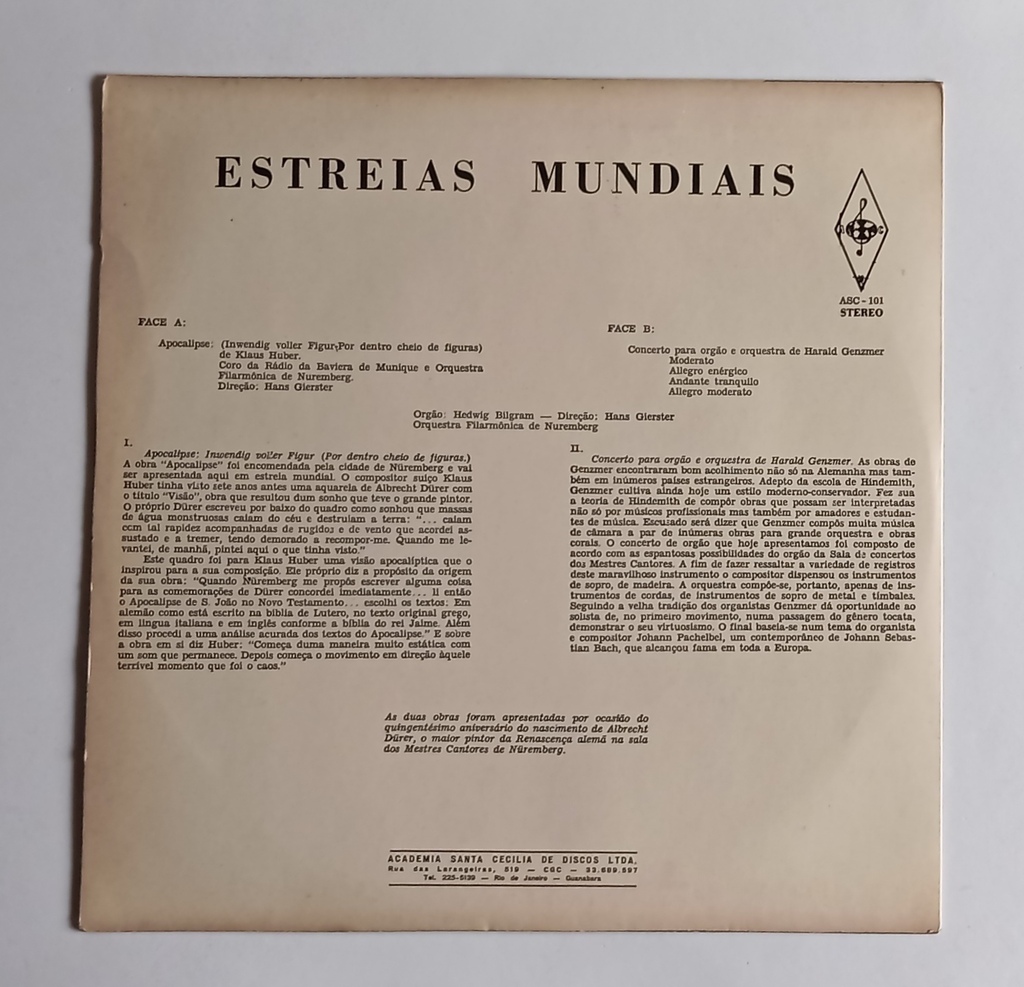 ESTREIAS MUNDIAIS
ASC - 101
STEREO
FACE A:
Apocalipse: (Inwendig voller Figur,Por dentro cheio de figuras)
de Klaus Huber.
Coro da Rádio da Baviera de Munique e Orquestra
Filarmônica de Nuremberg.
Direção: Hans Gierster
FACE B:
Concerto para orgão e orquestra de Harald Genzmer
Moderato
Allegro enérgico
Andante tranquilo
Allegro moderato
Orgão: Hedwig Bilgram — Direção: Hans Gierster
Orquestra Filarmônica de Nuremberg
I.
Apocalipse: Inwendig voller Figur (Por dentro cheio de figuras.)
A obra "Apocalipse" foi encomendada pela cidade de Nüremberg e vai
ser apresentada aqui em estreia mundial. O compositor suiço Klaus
Huber tinha visto sete anos antes uma aquarela de Albrecht Dürer com
o titulo "Visão", obra que resultou dum sonho que teve o grande pintor.
O próprio Dürer escreveu por baixo do quadro como sonhou que massas
de água monstruosas caiam do céu e destruiam a terra: "... caiam
com tal rapidez acompanhadas de rugidos e de vento que acordei as-
sustado e a tremer, tendo demorado a recompor-me. Quando me le-
vantei, de manhã, pintei aqui o que tinha visto."
Este quadro foi para Klaus Huber uma visão apocalíptica que o
inspirou para a sua composição. Ele próprio diz a propósito da origem
da sua obra: "Quando Nüremberg me propôs escrever alguma coisa
para as comemorações de Dürer concordei imediatamente... li então
o Apocalipse de S. João no Novo Testamento... escolhi os textos: Em
alemão como está escrito na bíblia de Lutero, no texto original grego,
em língua italiana e em inglês conforme a bíblia do rei Jaime. Além
disso procedi a uma análise acurada dos textos do Apocalipse." E sobre
a obra em si diz Huber: "Começa duma maneira muito estática com
um som que permanece. Depois começa o movimento em direção àquele
terrível momento que foi o caos."
II.
Concerto para orgão e orquestra de Harald Genzmer. As obras de
Genzmer encontraram bom acolhimento não só na Alemanha mas tam-
bém em inúmeros países estrangeiros. Adepto da escola de Hindemith,
Genzmer cultiva ainda hoje um estilo moderno-conservador. Fez sua
a teoria de Hindemith de compôr obras que possam ser interpretadas
não só por músicos profissionais mas também por amadores e estudan-
tes de música. Escusado será dizer que Genzmer compôs muita música
de câmara a par de inúmeras obras para grande orquestra e obras
corais. O concerto de orgão que hoje apresentamos foi composto de
acordo com as espantosas possibilidades do orgão da Sala de concertos
dos Mestres Cantores. A fim de fazer ressaltar a variedade de registros
deste maravilhoso instrumento o compositor dispensou os instrumentos
de sopro, de madeira. A orquestra compõe-se, portanto, apenas de ins-
trumentos de cordas, de instrumentos de sopro de metal e timbales.
Seguindo a velha tradição dos organistas Genzmer dá oportunidade ao
solista de, no primeiro movimento, numa passagem do gênero tocata,
demonstrar o seu virtuosismo. O final baseia-se num tema do organista
e compositor Johann Pachelbel, um contemporâneo de Johann Sebas-
tian Bach, que alcançou fama em toda a Europa.
As duas obras foram apresentadas por ocasião do
quingentésimo aniversário do nascimento de Albrecht
Dürer, o maior pintor da Renascença alemã na sala
dos Mestres Cantores de Nüremberg.
ACADEMIA SANTA CECILIA DE DISCOS LTDA.
Rua das Larangeiras, 519 — CGC — 33.689.597
Tel. 225-5129 — Rio de Janeiro — Guanabara